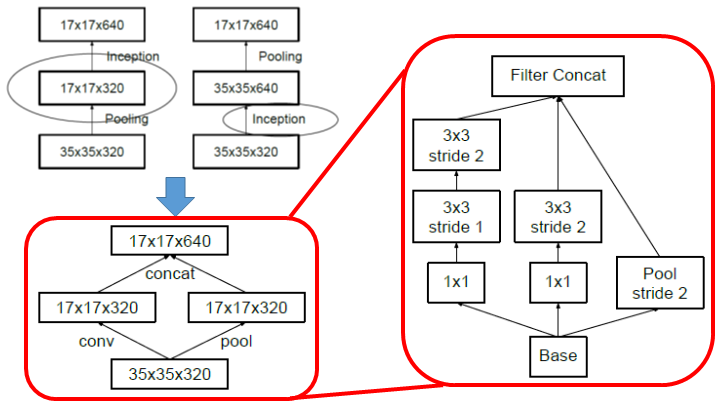 17x17x640
Inception
17x17x320
Pooling
35x35x320
17x17x640
Pooling
35x35x640
Inception
35x35x320
17x17x640
concat
17x17x320
17x17x320
conv
pool
35x35x320
Filter Concat
3x3
stride 2
3x3
stride 1
3x3
stride 2
1x1
1x1
Pool
stride 2
Base